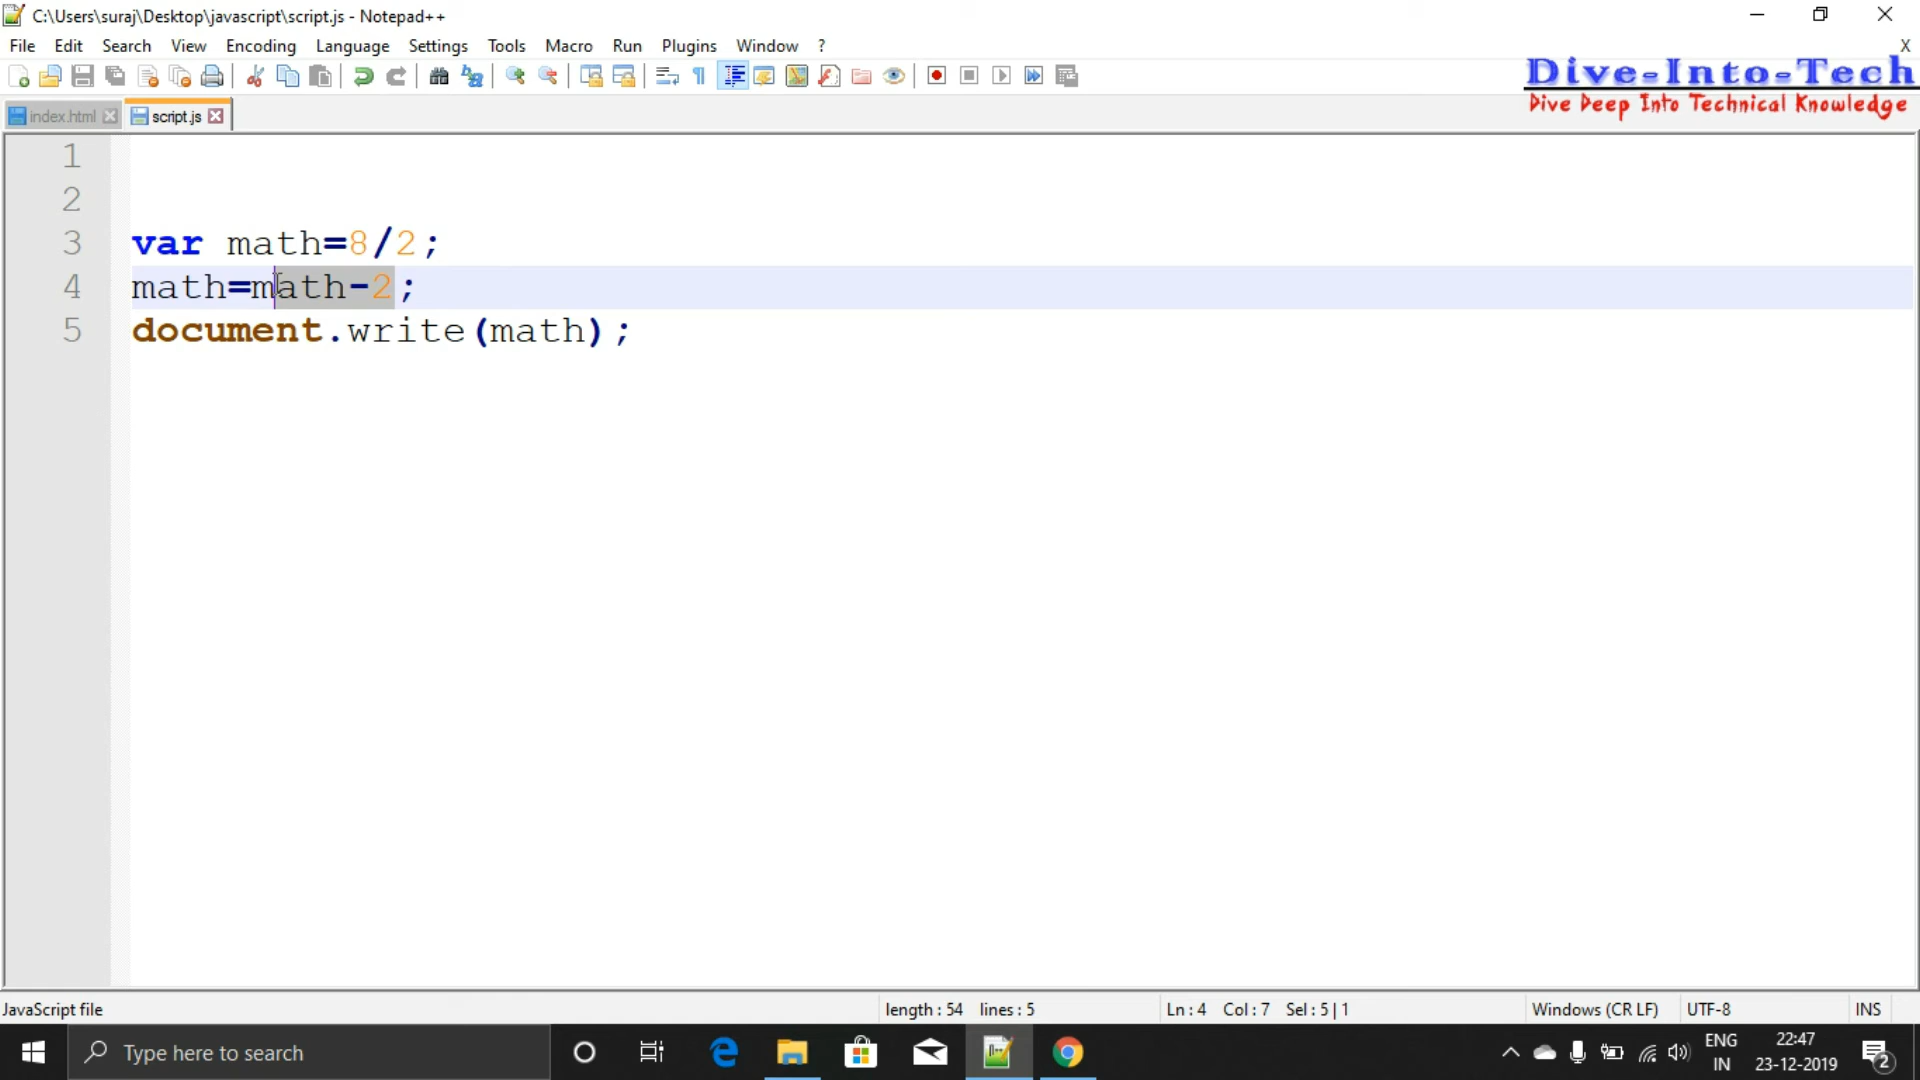 C:\Users\suraj\Desktop\javascript\script.js - Notepad++
File Edit Search View Encoding Language Settings Tools Macro Run Plugins Window ? X
Dive-Into-Tech
Dive Deep Into Technical Knowledge
index.html script.js
1
2
3 var math=8/2;
4 math=math-2;
5 document.write(math);
JavaScript file length : 54 lines : 5 Ln : 4 Col : 7 Sel : 5 | 1 Windows (CR LF) UTF-8 INS
Type here to search ENG 22:47
IN 23-12-2019 2